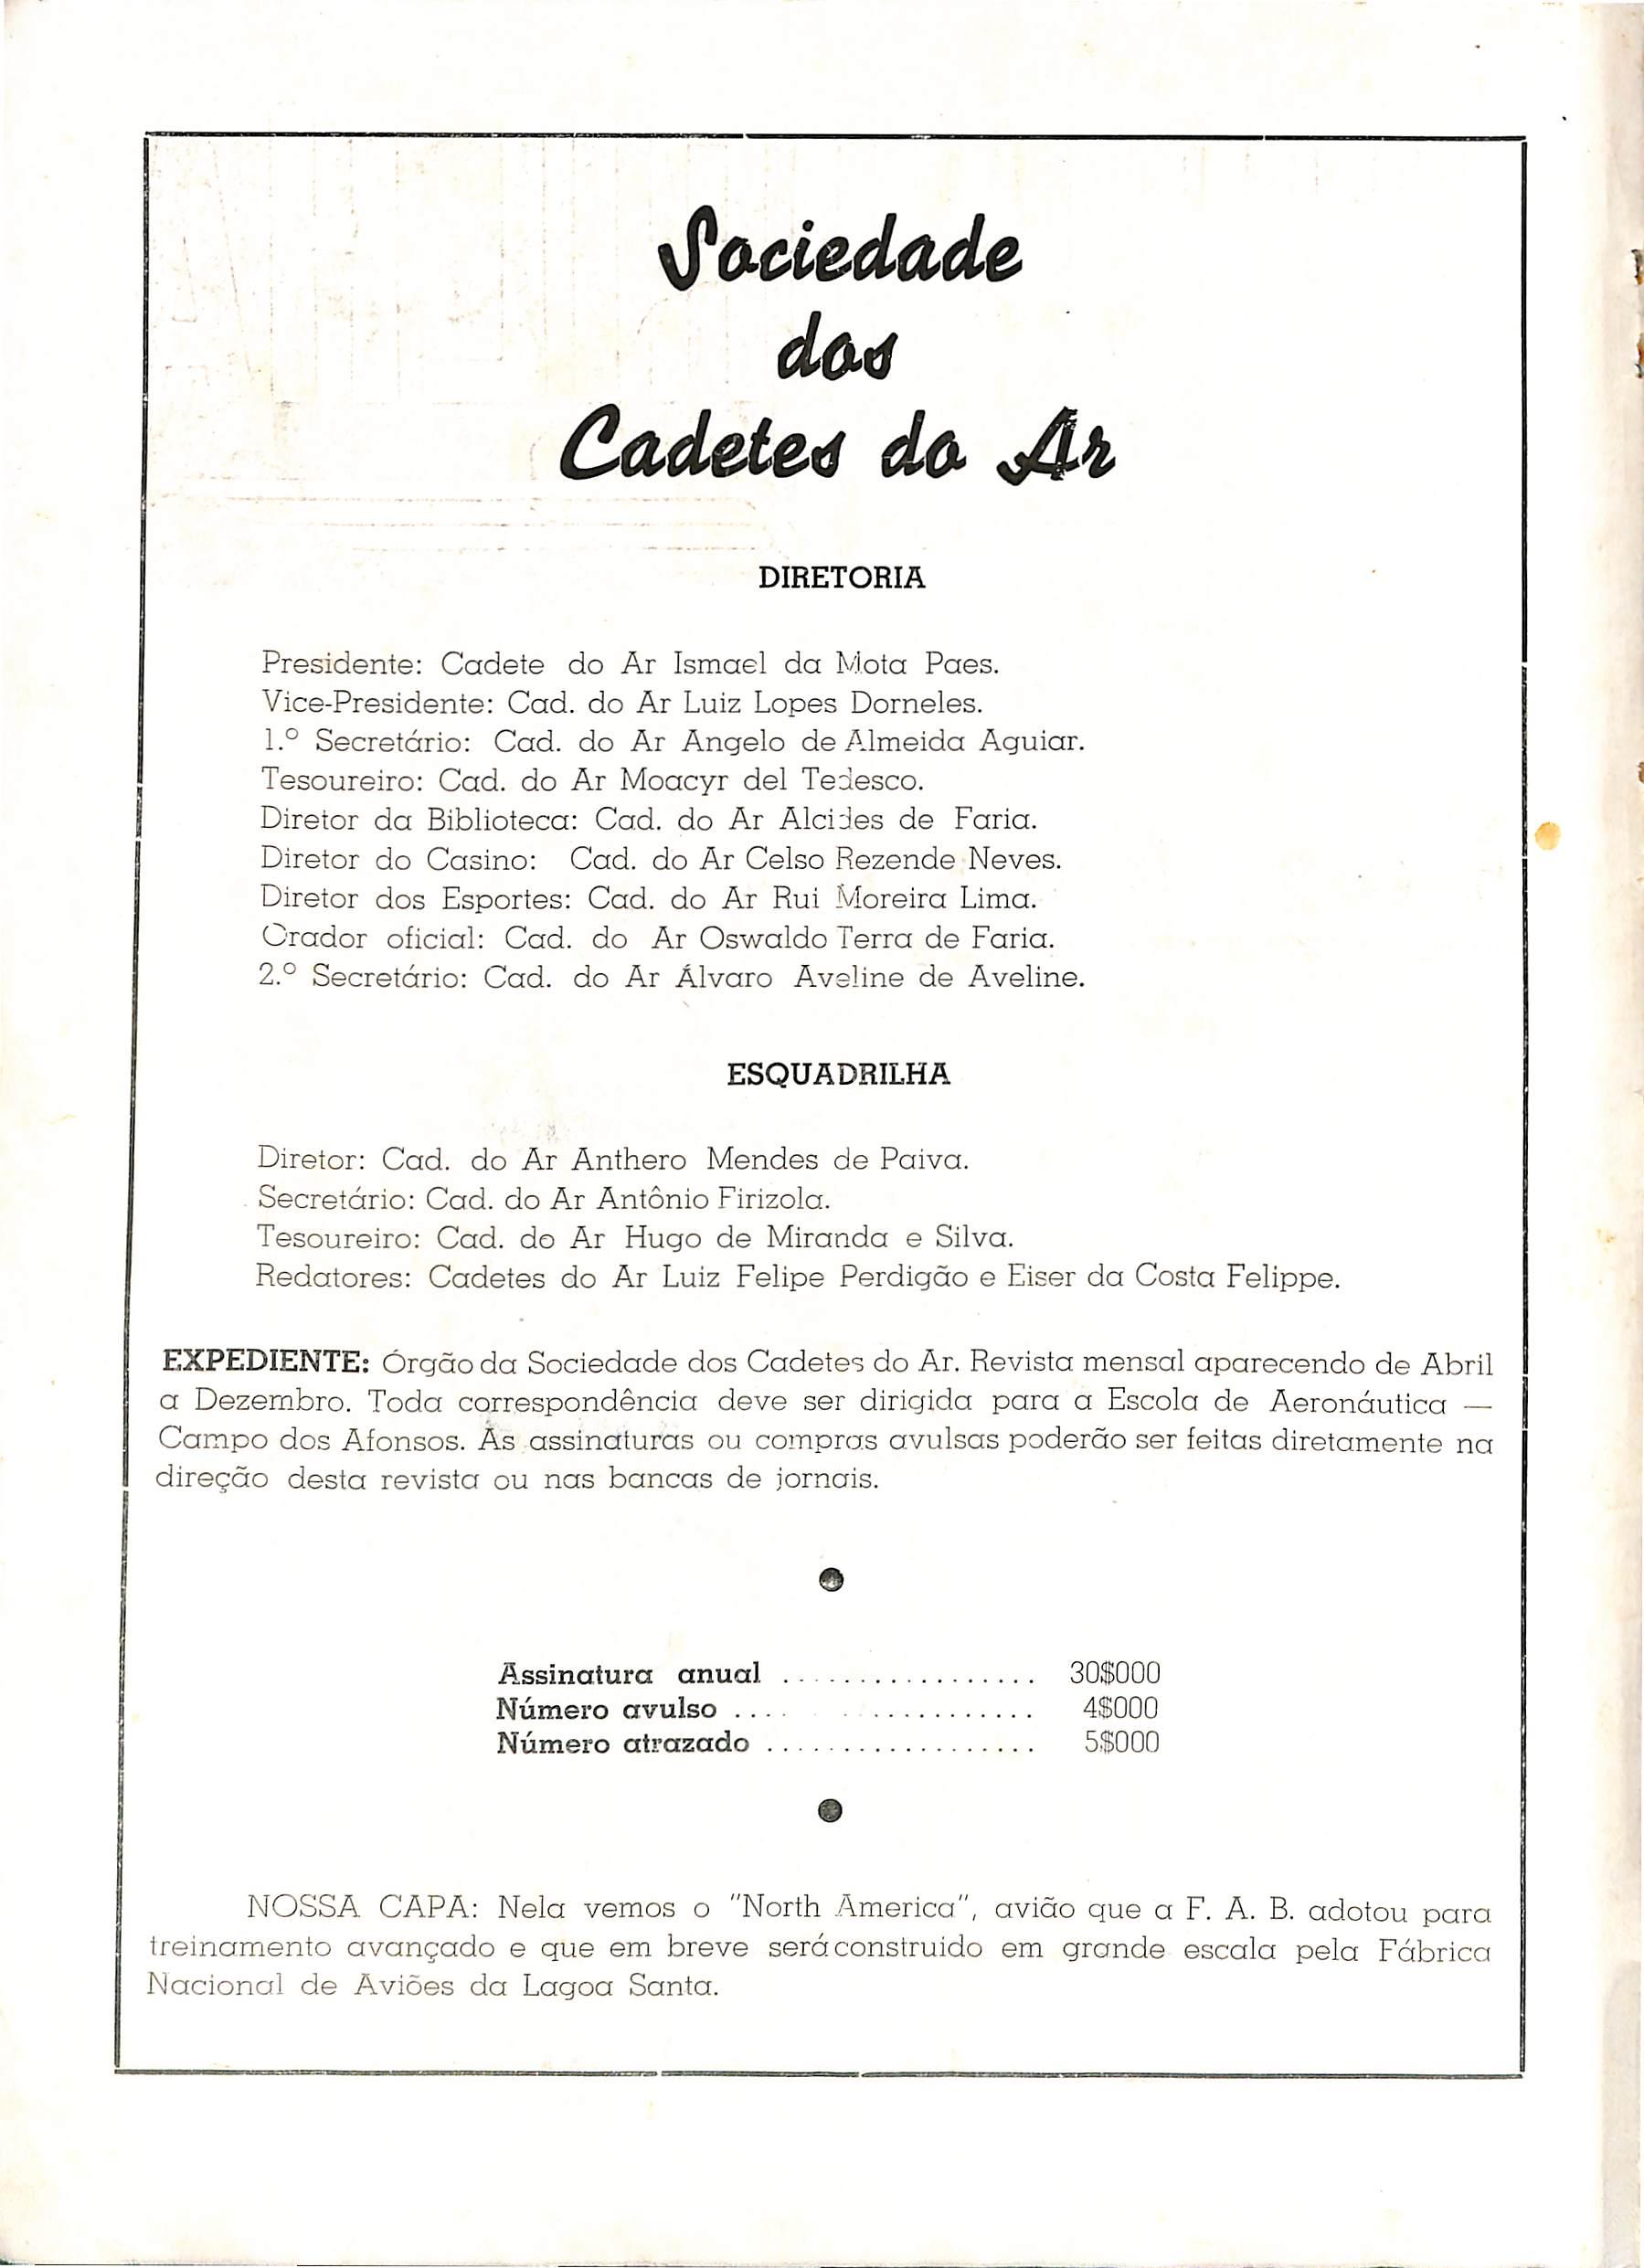 Sociedade
dos
Cadetes do Ar
DIRETORIA
Presidente: Cadete do Ar Ismael da Mota Paes.
Vice-Presidente: Cad. do Ar Luiz Lopes Dorneles.
1.º Secretário: Cad. do Ar Angelo de Almeida Aguiar.
Tesoureiro: Cad. do Ar Moacyr del Tedesco.
Diretor da Biblioteca: Cad. do Ar Alcides de Faria.
Diretor do Casino: Cad. do Ar Celso Rezende Neves.
Diretor dos Esportes: Cad. do Ar Rui Moreira Lima.
Orador oficial: Cad. do Ar Oswaldo Terra de Faria.
2.º Secretário: Cad. do Ar Álvaro Aveline de Aveline.
ESQUADRILHA
Diretor: Cad. do Ar Anthero Mendes de Paiva.
Secretário: Cad. do Ar Antônio Firizola.
Tesoureiro: Cad. do Ar Hugo de Miranda e Silva.
Redatores: Cadetes do Ar Luiz Felipe Perdigão e Eiser da Costa Felippe.
EXPEDIENTE: Órgão da Sociedade dos Cadetes do Ar. Revista mensal aparecendo de Abril
a Dezembro. Toda correspondência deve ser dirigida para a Escola de Aeronáutica —
Campo dos Afonsos. As assinaturas ou compras avulsas poderão ser feitas diretamente na
direção desta revista ou nas bancas de jornais.
Assinatura anual ................. 30$000
Número avulso .... ........... 4$000
Número atrazado .................. 5$000
NOSSA CAPA: Nela vemos o "North America", avião que a F. A. B. adotou para
treinamento avançado e que em breve será construido em grande escala pela Fábrica
Nacional de Aviões da Lagoa Santa.